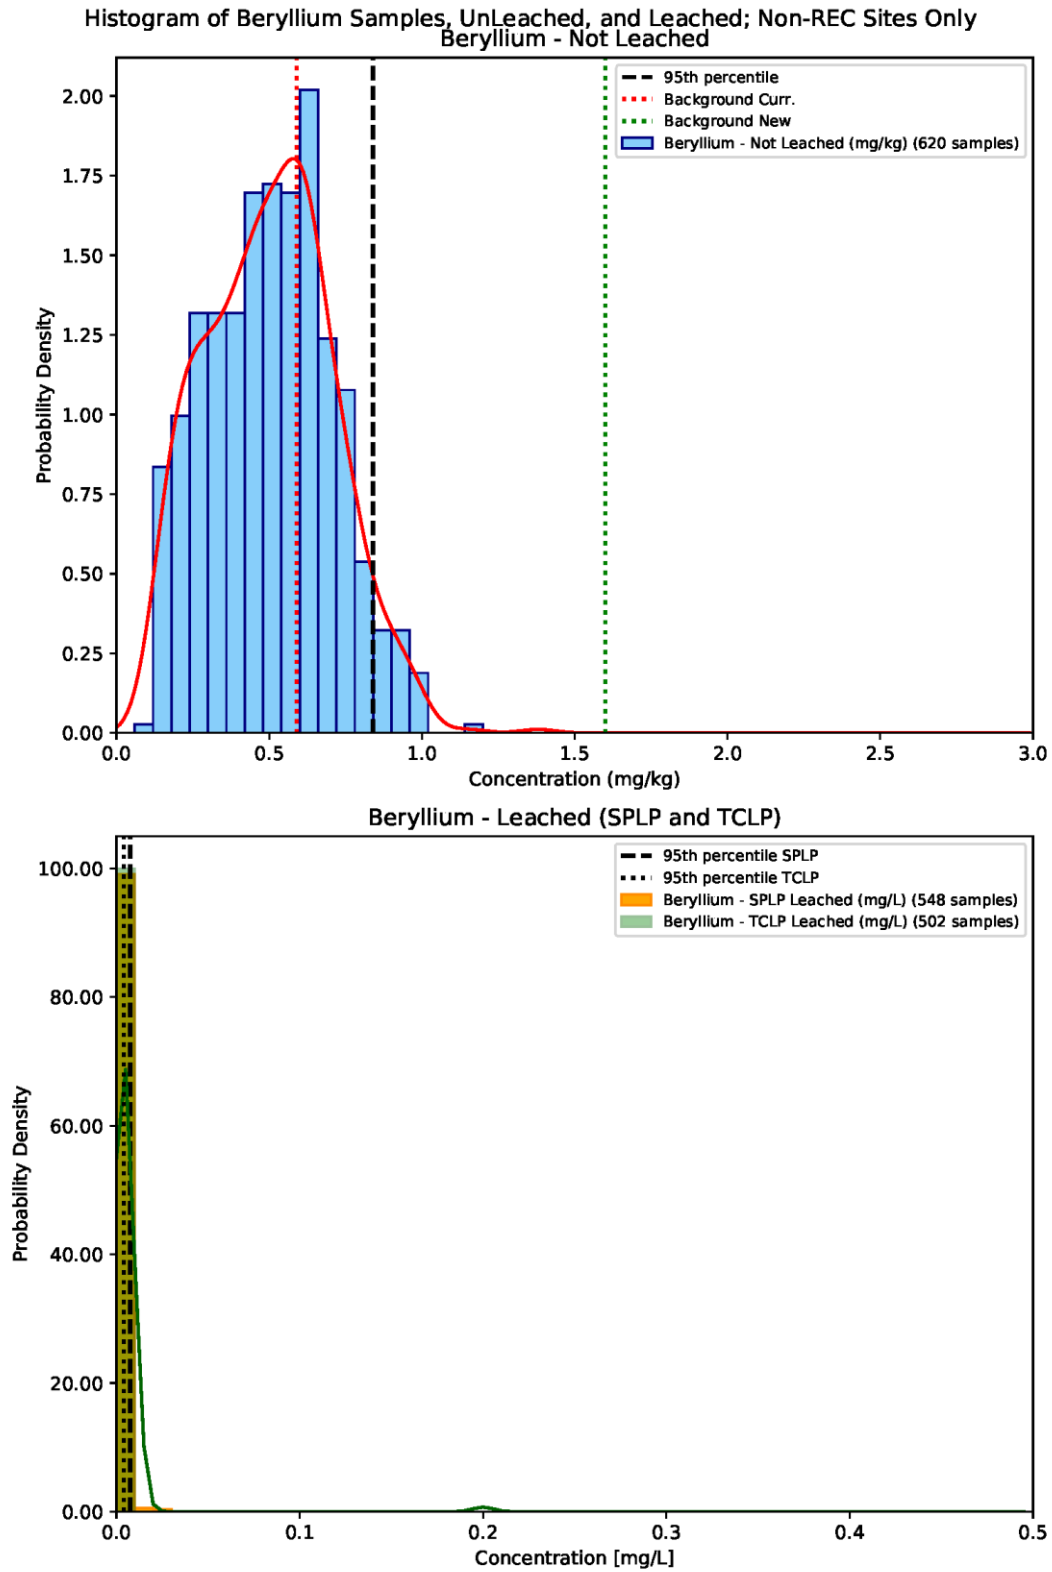 Histogram of Beryllium Samples, UnLeached, and Leached; Non-REC Sites Only
Beryllium - Not Leached
95th percentile
Background Curr.
Background New
Beryllium - Not Leached (mg/kg) (620 samples)
2.00
1.75
1.50
1.25
1.00
0.75
0.50
0.25
0.00
Probability Density
0.0 0.5 1.0 1.5 2.0 2.5 3.0
Concentration (mg/kg)
Beryllium - Leached (SPLP and TCLP)
95th percentile SPLP
95th percentile TCLP
Beryllium - SPLP Leached (mg/L) (548 samples)
Beryllium - TCLP Leached (mg/L) (502 samples)
100.00
80.00
60.00
40.00
20.00
0.00
Probability Density
0.0 0.1 0.2 0.3 0.4 0.5
Concentration [mg/L]